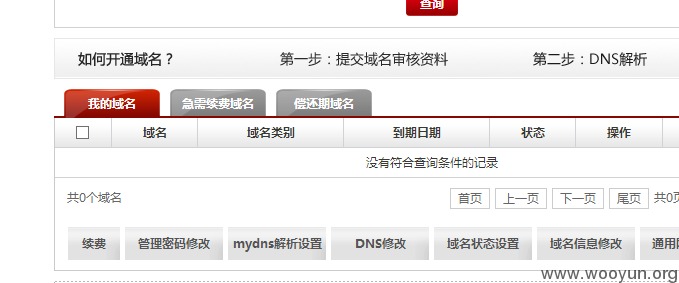 查询
如何开通域名？ 第一步：提交域名审核资料 第二步：DNS解析
我的域名 急需续费域名 偿还期域名
域名 域名类别 到期日期 状态 操作
没有符合查询条件的记录
共0个域名 首页 上一页 下一页 尾页 共0
续费 管理密码修改 mydns解析设置 DNS修改 域名状态设置 域名信息修改 通用
www.wooyun.org